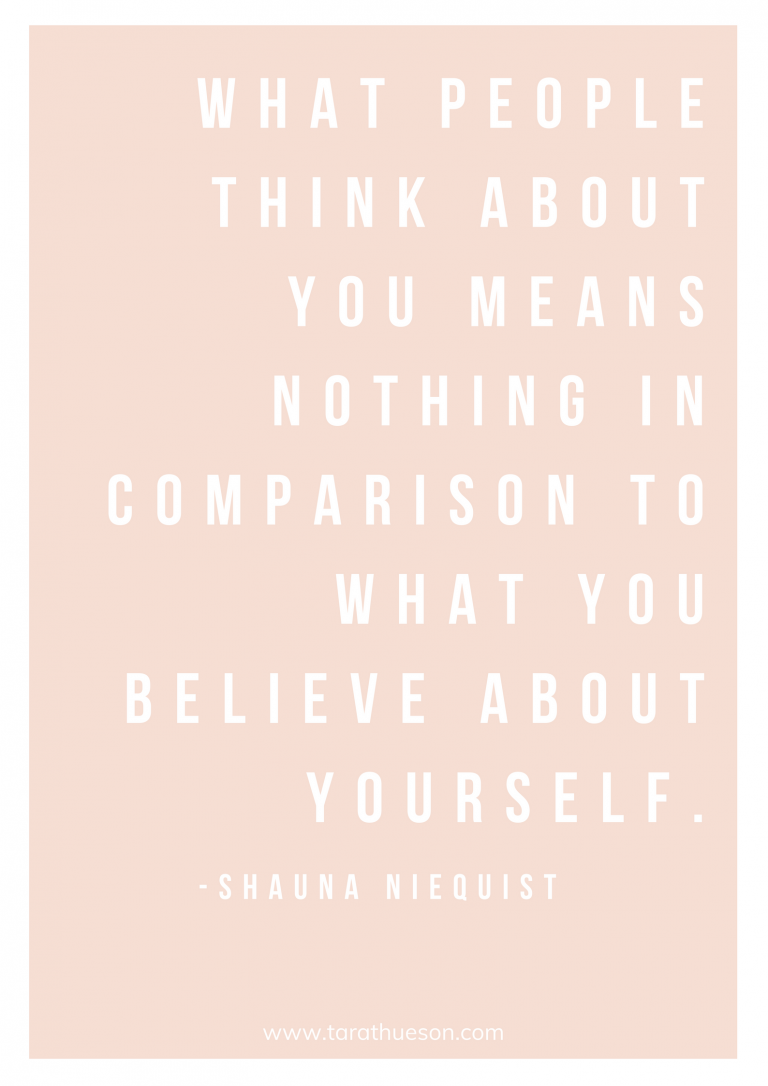 WHAT PEOPLE
THINK ABOUT
YOU MEANS
NOTHING IN
COMPARISON TO
WHAT YOU
BELIEVE ABOUT
YOURSELF.
-SHAUNA NIEQUIST
www.tarathueson.com